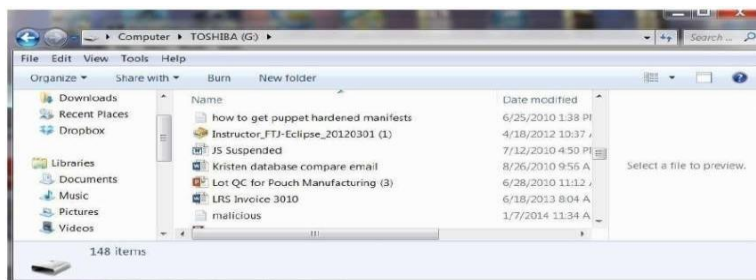 Computer ▸ TOSHIBA (G:) ▸
Search ...
File Edit View Tools Help
Organize Share with Burn New folder
Downloads
Recent Places
Dropbox
Libraries
Documents
Music
Pictures
Videos
Name Date modified
how to get puppet hardened manifests 6/25/2010 1:38 PM
Instructor_FTJ-Eclipse_20120301 (1) 4/18/2012 10:37
JS Suspended 7/12/2010 4:50 PM
Kristen database compare email 8/26/2010 9:56 A
Lot QC for Pouch Manufacturing (3) 6/28/2010 11:12
LRS Invoice 3010 6/18/2013 8:04 A
malicious 1/7/2014 11:34 A
Select a file to preview.
148 items